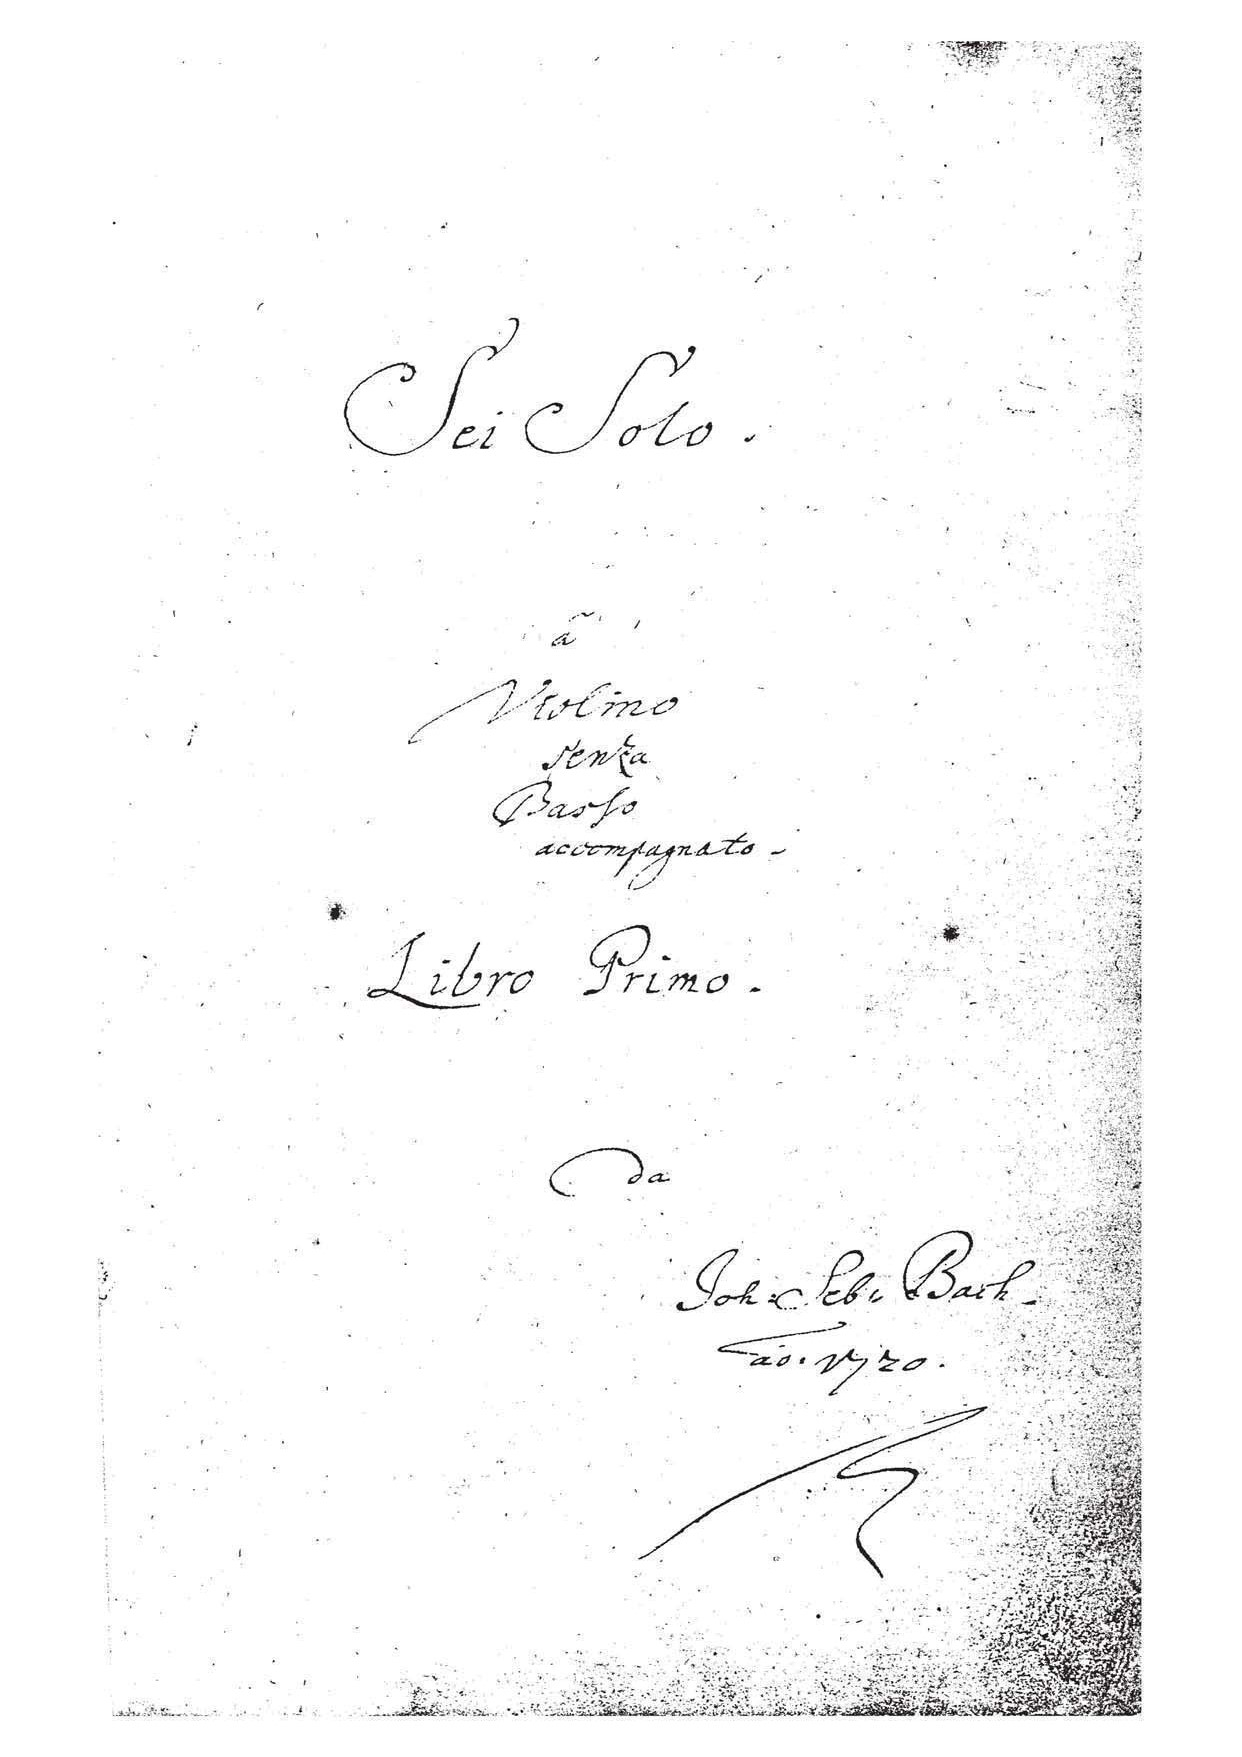 Sei Solo.
â
Violino
senza
Basso
accompagnato.
Libro Primo.
da
Joh: Seb: Bach.
ao. 1720.